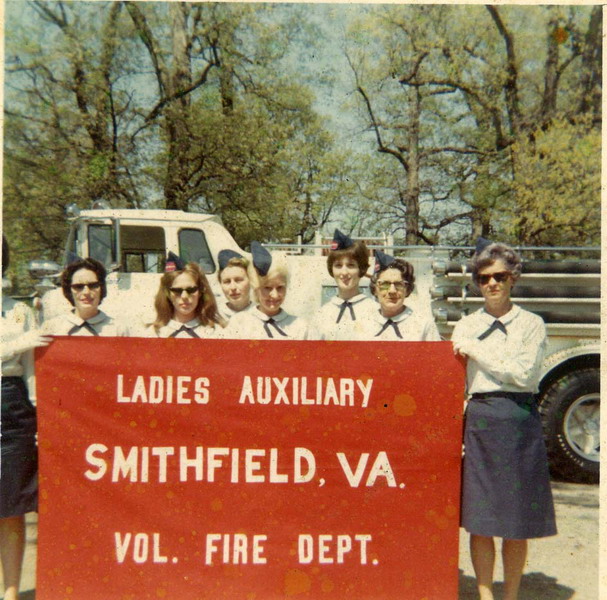 LADIES AUXILIARY
SMITHFIELD, VA.
VOL. FIRE DEPT.